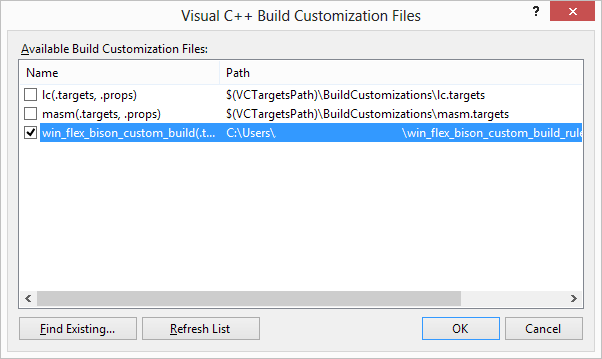 Visual C++ Build Customization Files
? ×
Available Build Customization Files:
Name Path
lc(.targets, .props) $(VCTargetsPath)\BuildCustomizations\lc.targets
masm(.targets, .props) $(VCTargetsPath)\BuildCustomizations\masm.targets
win_flex_bison_custom_build(.t... C:\Users\ \win_flex_bison_custom_build_rule
Find Existing... Refresh List OK Cancel